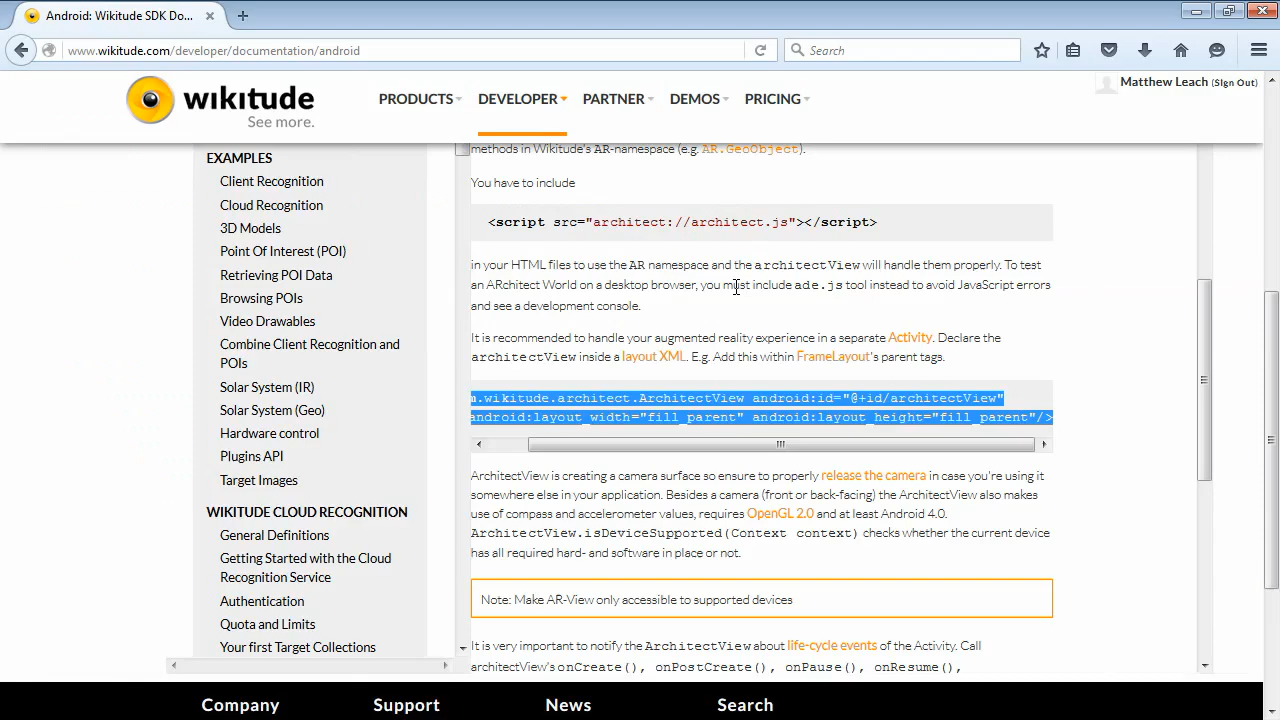 Android: Wikitude SDK Do...
www.wikitude.com/developer/documentation/android
Search
wikitude
See more.
PRODUCTS
DEVELOPER
PARTNER
DEMOS
PRICING
Matthew Leach (Sign Out)
EXAMPLES
Client Recognition
Cloud Recognition
3D Models
Point Of Interest (POI)
Retrieving POI Data
Browsing POIs
Video Drawables
Combine Client Recognition and
POIs
Solar System (IR)
Solar System (Geo)
Hardware control
Plugins API
Target Images
WIKITUDE CLOUD RECOGNITION
General Definitions
Getting Started with the Cloud
Recognition Service
Authentication
Quota and Limits
Your first Target Collections
methods in Wikitude's AR-namespace (e.g. AR.GeoObject).
You have to include
<script src="architect://architect.js"></script>
in your HTML files to use the AR namespace and the architectView will handle them properly. To test
an ARchitect World on a desktop browser, you must include ade.js tool instead to avoid JavaScript errors
and see a development console.
It is recommended to handle your augmented reality experience in a separate Activity. Declare the
architectView inside a layout XML. E.g. Add this within FrameLayout's parent tags.
m.wikitude.architect.ArchitectView android:id="@+id/architectView"
android:layout_width="fill_parent" android:layout_height="fill_parent"/>
ArchitectView is creating a camera surface so ensure to properly release the camera in case you're using it
somewhere else in your application. Besides a camera (front or back-facing) the ArchitectView also makes
use of compass and accelerometer values, requires OpenGL 2.0 and at least Android 4.0.
ArchitectView.isDeviceSupported(Context context) checks whether the current device
has all required hard- and software in place or not.
Note: Make AR-View only accessible to supported devices
It is very important to notify the ArchitectView about life-cycle events of the Activity. Call
architectView's onCreate(), onPostCreate(), onPause(), onResume(),
Company
Support
News
Search